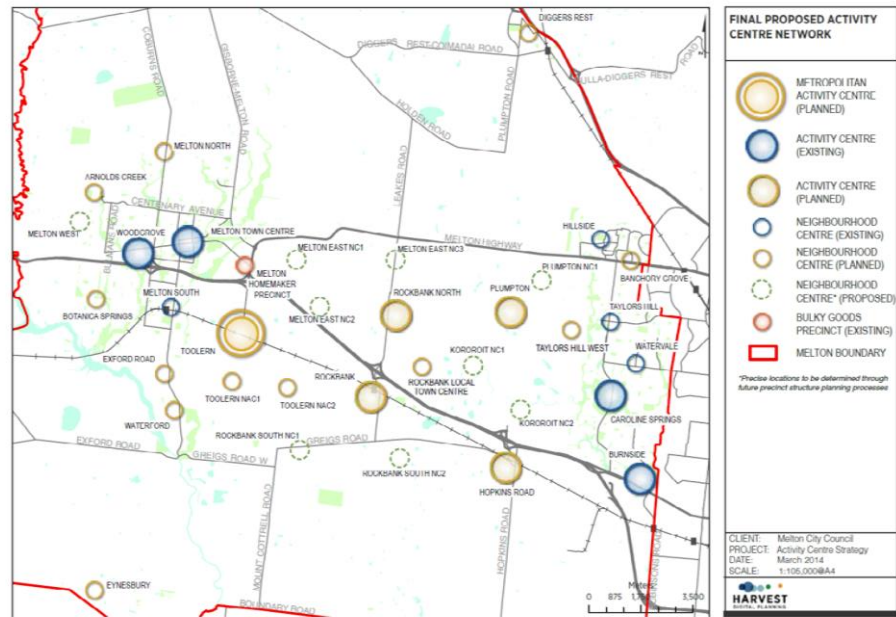 DIGGERS REST
DIGGERS REST-COIMADAI ROAD
COBURNS ROAD
GISBORNE-MELTON ROAD
PLUMPTON ROAD
HOLDEN ROAD
LEAKES ROAD
MELTON NORTH
ARNOLDS CREEK
CENTENARY AVENUE
MELTON WEST
WOODGROVE
MELTON TOWN CENTRE
MELTON HIGHWAY
HILLSIDE
MELTON EAST NC1
MELTON EAST NC3
PLUMPTON NC1
BANCHORY GROVE
MELTON
HOMEMAKER
PRECINCT
MELTON SOUTH
BOTANICA SPRINGS
MELTON EAST NC2
ROCKBANK NORTH
PLUMPTON
TAYLORS HILL
TAYLORS HILL WEST
WATERVALE
TOOLERN
EXFORD ROAD
KOROROIT NC1
ROCKBANK
ROCKBANK LOCAL
TOWN CENTRE
TOOLERN NAC1
TOOLERN NAC2
WATERFORD
KOROROIT NC2
CAROLINE SPRINGS
ROCKBANK SOUTH NC1
GREIGS ROAD
EXFORD ROAD
GREIGS ROAD W
BURNSIDE
ROCKBANK SOUTH NC2
HOPKINS ROAD
MOUNT COTTRELL ROAD
HOPKINS ROAD
EYNESBURY
BOUNDARY ROAD
0 875 3,500
FINAL PROPOSED ACTIVITY
CENTRE NETWORK
METROPOLITAN
ACTIVITY CENTRE
(PLANNED)
ACTIVITY CENTRE
(EXISTING)
ACTIVITY CENTRE
(PLANNED)
NEIGHBOURHOOD
CENTRE (EXISTING)
NEIGHBOURHOOD
CENTRE (PLANNED)
NEIGHBOURHOOD
CENTRE* (PROPOSED)
BULKY GOODS
PRECINCT (EXISTING)
MELTON BOUNDARY
*Precise locations to be determined through
future precinct structure planning processes
CLIENT: Melton City Council
PROJECT: Activity Centre Strategy
DATE: March 2014
SCALE: 1:105,000@A4
HARVEST
DIGITAL PLANNING